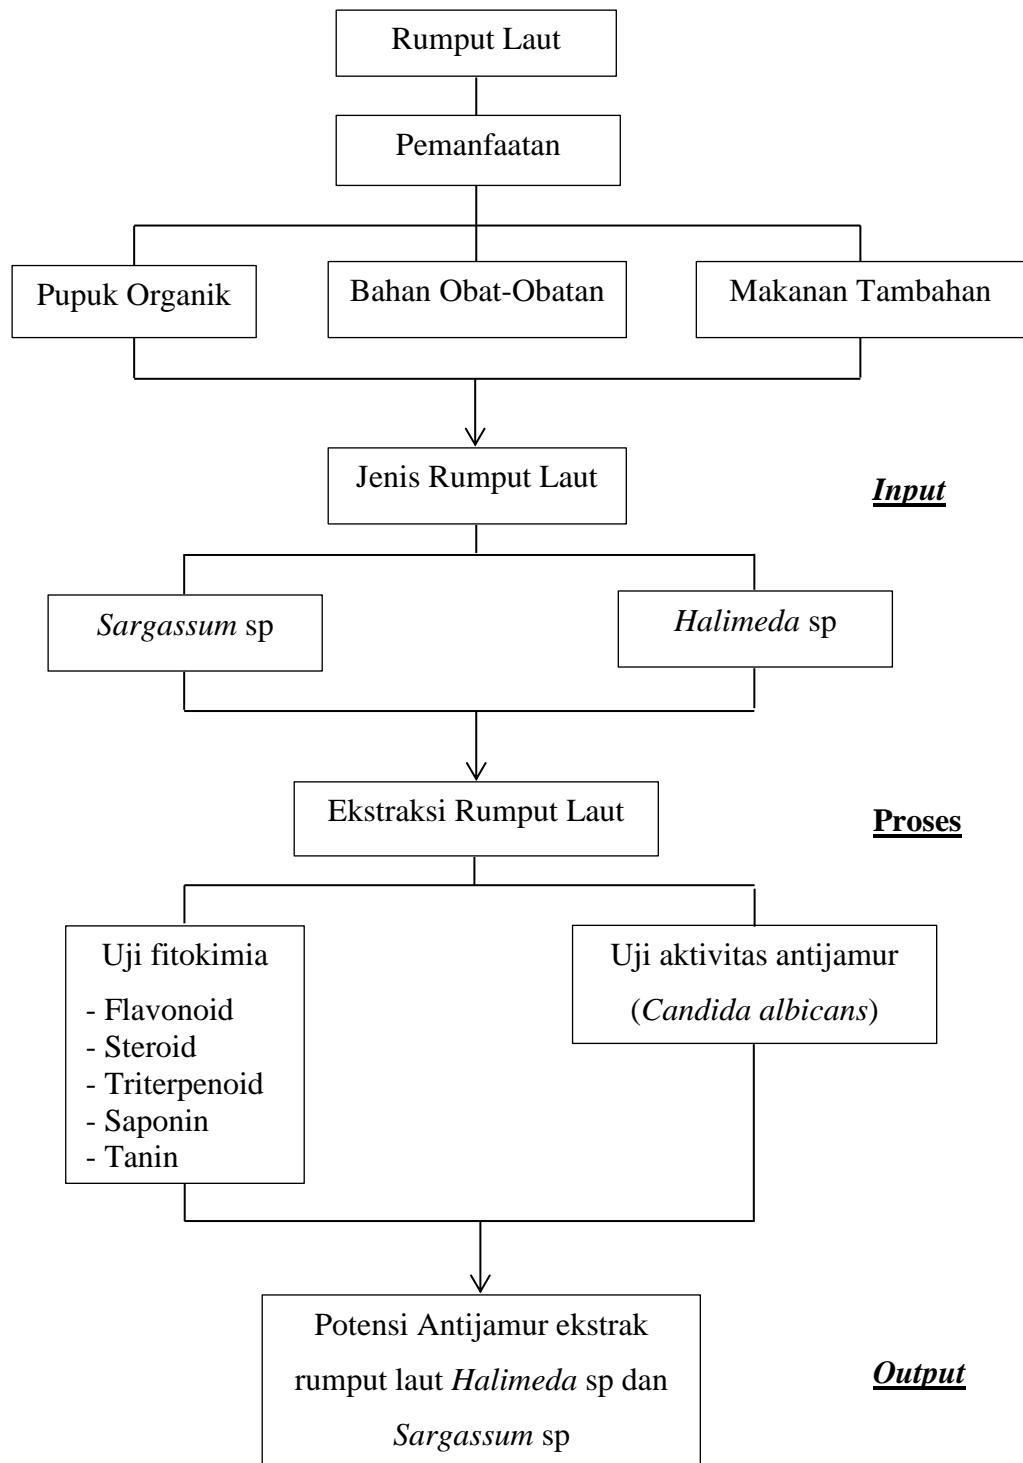 Rumput Laut
Pemanfaatan
Pupuk Organik
Bahan Obat-Obatan
Makanan Tambahan
Jenis Rumput Laut
Input
Sargassum sp
Halimeda sp
Ekstraksi Rumput Laut
Proses
Uji fitokimia
- Flavonoid
- Steroid
- Triterpenoid
- Saponin
- Tanin
Uji aktivitas antijamur
(Candida albicans)
Potensi Antijamur ekstrak
rumput laut Halimeda sp dan
Sargassum sp
Output